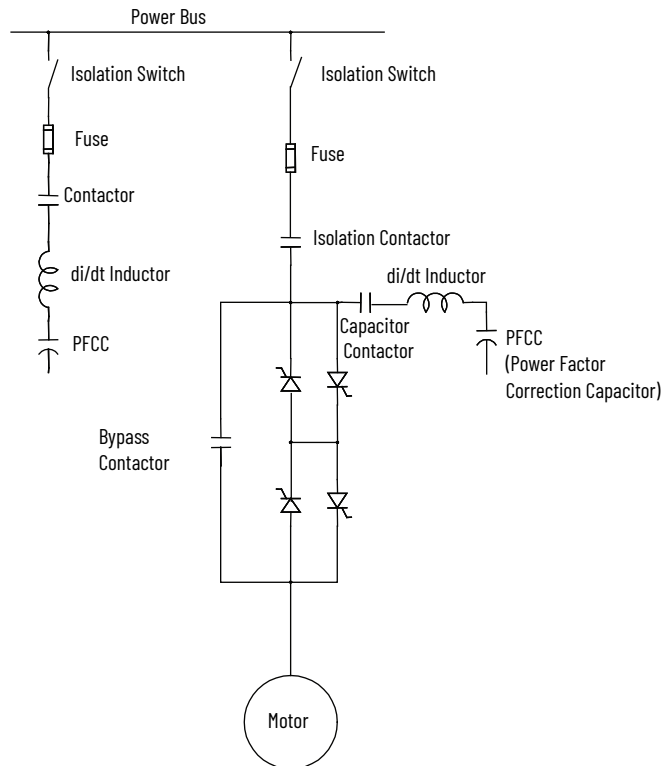 Power Bus
Isolation Switch
Isolation Switch
Fuse
Fuse
Contactor
Isolation Contactor
di/dt Inductor
di/dt Inductor
PFCC
Capacitor
Contactor
PFCC
(Power Factor
Correction Capacitor)
Bypass
Contactor
Motor